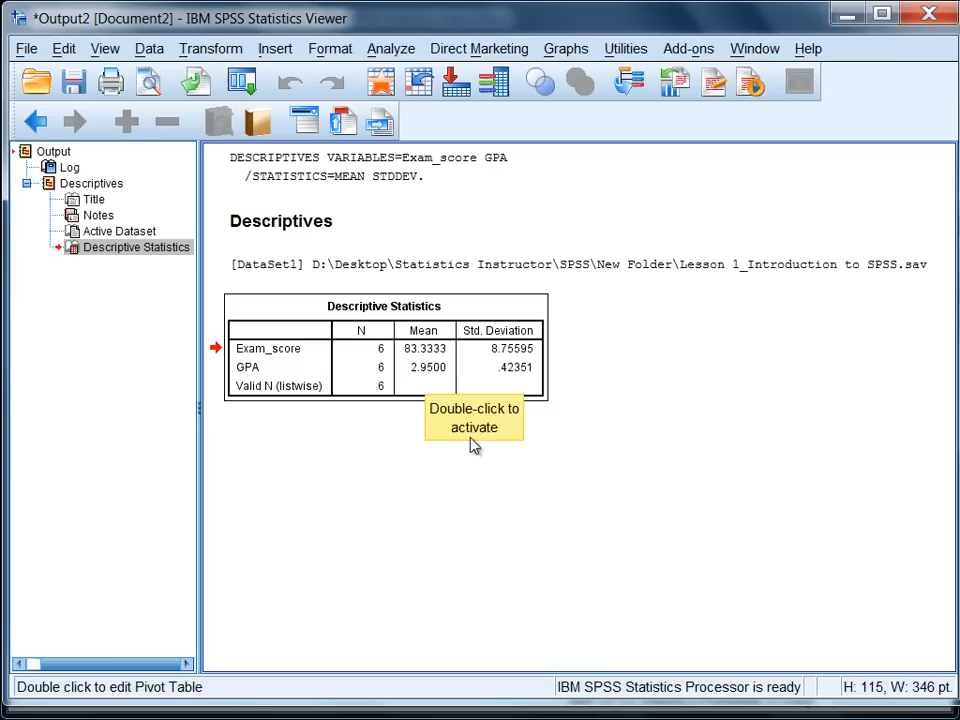 *Output2 [Document2] - IBM SPSS Statistics Viewer
File Edit View Data Transform Insert Format Analyze Direct Marketing Graphs Utilities Add-ons Window Help
Output
Log
Descriptives
Title
Notes
Active Dataset
Descriptive Statistics
DESCRIPTIVES VARIABLES=Exam_score GPA
/STATISTICS=MEAN STDDEV.
Descriptives
[DataSet1] D:\Desktop\Statistics Instructor\SPSS\New Folder\Lesson 1_Introduction to SPSS.sav
Descriptive Statistics
N Mean Std. Deviation
Exam_score 6 83.3333 8.75595
GPA 6 2.9500 .42351
Valid N (listwise) 6
Double-click to
activate
Double click to edit Pivot Table IBM SPSS Statistics Processor is ready H: 115, W: 346 pt.